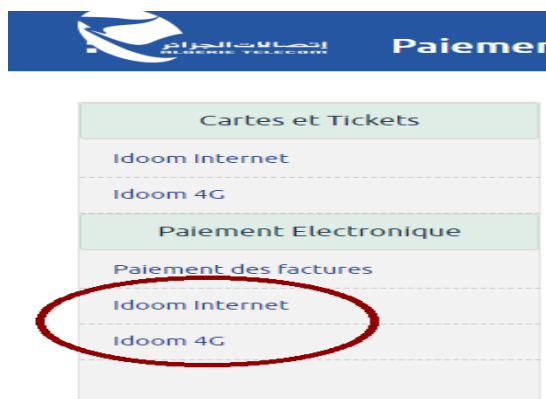 اتصالات الجزائر
ALGERIE TELECOM
Paiemer
Cartes et Tickets
Idoom Internet
Idoom 4G
Paiement Electronique
Paiement des factures
Idoom Internet
Idoom 4G